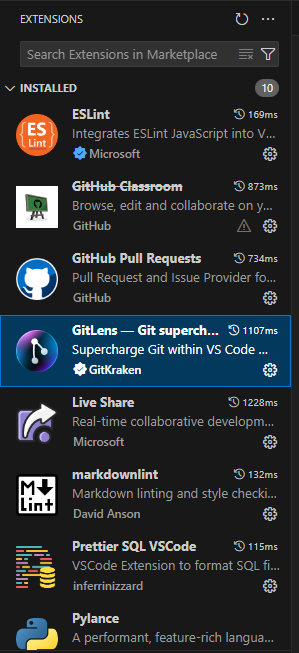 EXTENSIONS
Search Extensions in Marketplace
INSTALLED 10
ESLint 169ms
ES
Lint
Integrates ESLint JavaScript into V...
Microsoft
GitHub Classroom 873ms
Browse, edit and collaborate on y...
GitHub
GitHub Pull Requests 734ms
Pull Request and Issue Provider fo...
GitHub
GitLens — Git superch... 1107ms
Supercharge Git within VS Code ...
GitKraken
Live Share 1228ms
Real-time collaborative developm...
Microsoft
markdownlint 132ms
M
Lint
Markdown linting and style checki...
David Anson
Prettier SQL VSCode 115ms
VSCode Extension to format SQL fi...
inferrinizzard
Pylance
A performant, feature-rich langua...